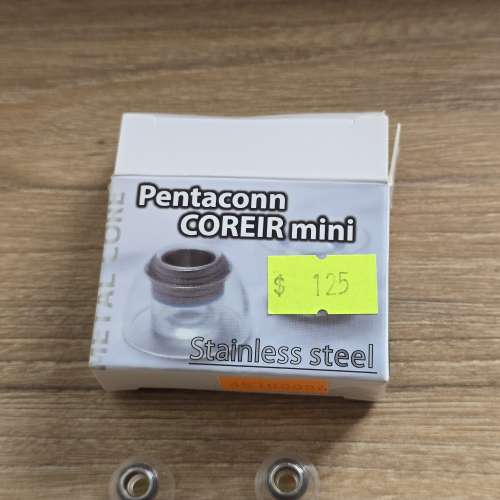 Pentaconn
COREIR mini
METAL CORE
$ 125
Stainless steel